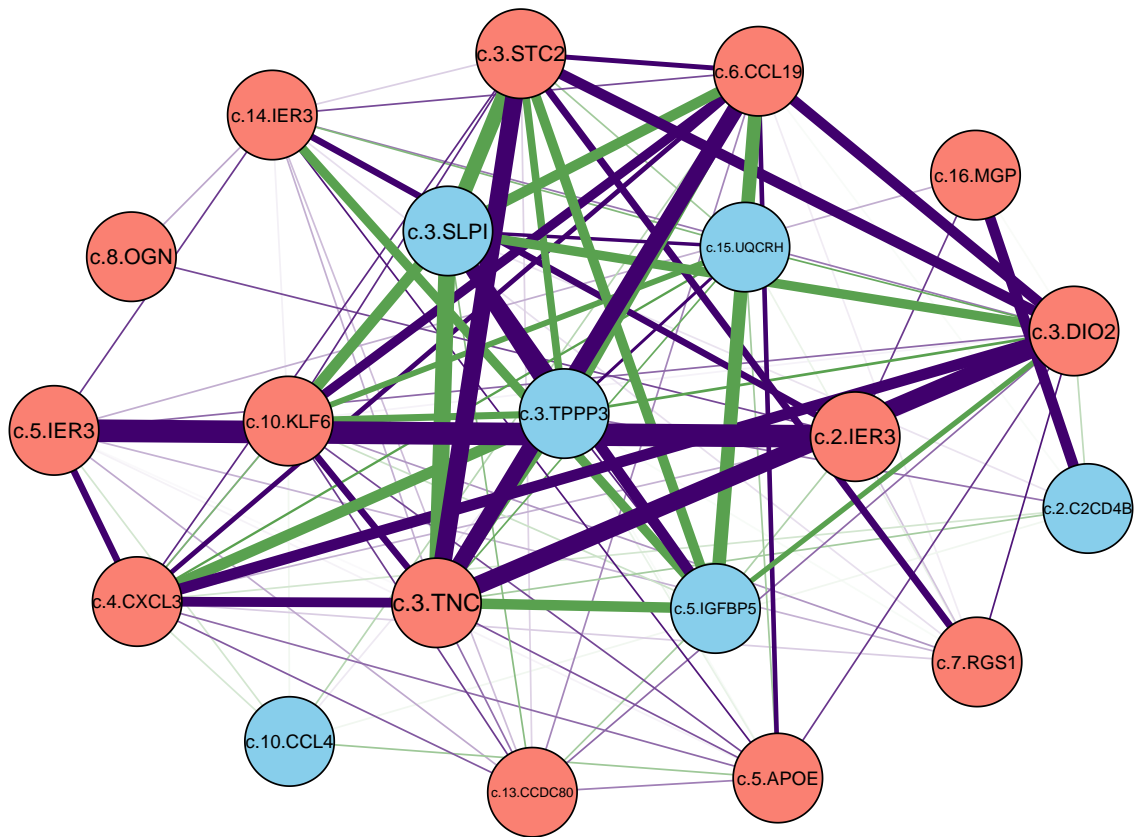 c.3.STC2
c.6.CCL19
c.14.IER3
c.16.MGP
c.3.SLPI
c.15.UQCRH
c.8.OGN
c.3.DIO2
c.3.TPPP3
c.10.KLF6
c.5.IER3
c.2.IER3
c.2.C2CD4B
c.4.CXCL3
c.3.TNC
c.5.IGFBP5
c.7.RGS1
c.10.CCL4
c.5.APOE
c.13.CCDC80